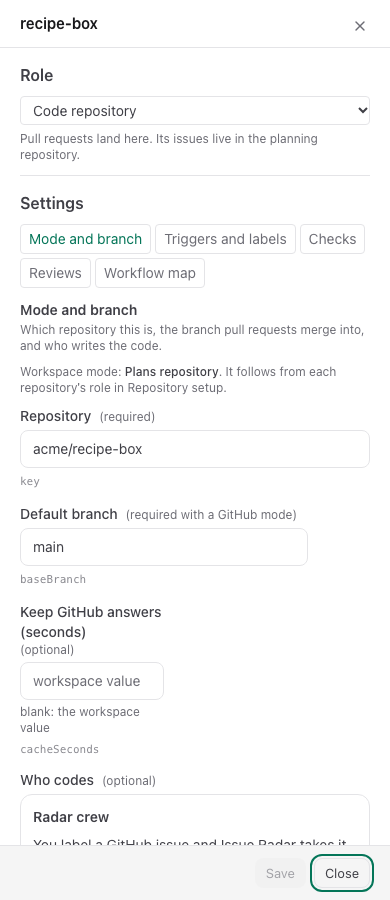 recipe-box
Role
Code repository
Pull requests land here. Its issues live in the planning
repository.
Settings
Mode and branch
Triggers and labels
Checks
Reviews
Workflow map
Mode and branch
Which repository this is, the branch pull requests merge into,
and who writes the code.
Workspace mode: Plans repository. It follows from each
repository's role in Repository setup.
Repository (required)
acme/recipe-box
key
Default branch (required with a GitHub mode)
main
baseBranch
Keep GitHub answers
(seconds)
(optional)
workspace value
blank: the workspace
value
cacheSeconds
Who codes (optional)
Radar crew
You label a GitHub issue and Issue Radar takes it
Save
Close